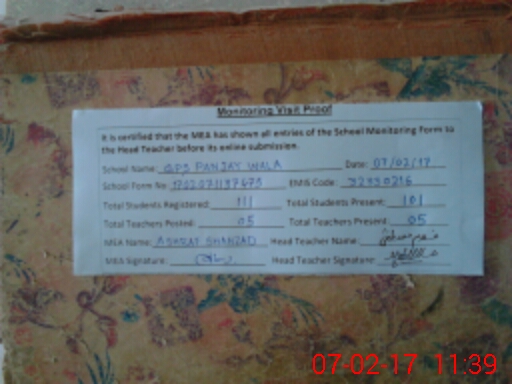 Monitoring Visit Proof
It is certified that the MEA has shown all entries of the School Monitoring Form to
the Head Teacher before its online submission.
School Name: GPS PANJAY WALA Date: 07/02/17
School Form No EMIS Code: 32330216
Total Students Registered: 111 Total Students Present: 101
Total Teachers Posted: 05 Total Teachers Present: 05
MEA Name: ASHRAF SHAHZAD Head Teacher Name:
MEA Signature: Head Teacher Signature:
07-02-17 11:39